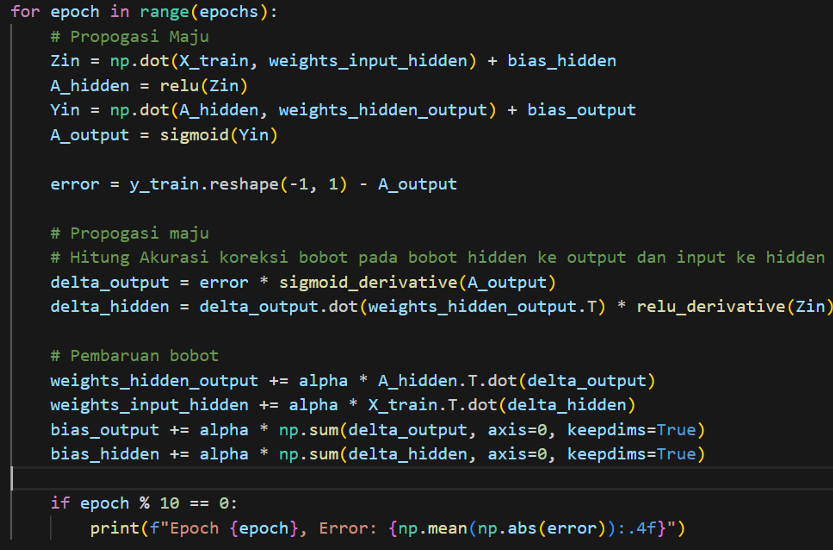 for epoch in range(epochs):
    # Propogasi Maju
    Zin = np.dot(X_train, weights_input_hidden) + bias_hidden
    A_hidden = relu(Zin)
    Yin = np.dot(A_hidden, weights_hidden_output) + bias_output
    A_output = sigmoid(Yin)

    error = y_train.reshape(-1, 1) - A_output

    # Propogasi maju
    # Hitung Akurasi koreksi bobot pada bobot hidden ke output dan input ke hidden
    delta_output = error * sigmoid_derivative(A_output)
    delta_hidden = delta_output.dot(weights_hidden_output.T) * relu_derivative(Zin)

    # Pembaruan bobot
    weights_hidden_output += alpha * A_hidden.T.dot(delta_output)
    weights_input_hidden += alpha * X_train.T.dot(delta_hidden)
    bias_output += alpha * np.sum(delta_output, axis=0, keepdims=True)
    bias_hidden += alpha * np.sum(delta_hidden, axis=0, keepdims=True)

    if epoch % 10 == 0:
        print(f"Epoch {epoch}, Error: {np.mean(np.abs(error)):.4f}")